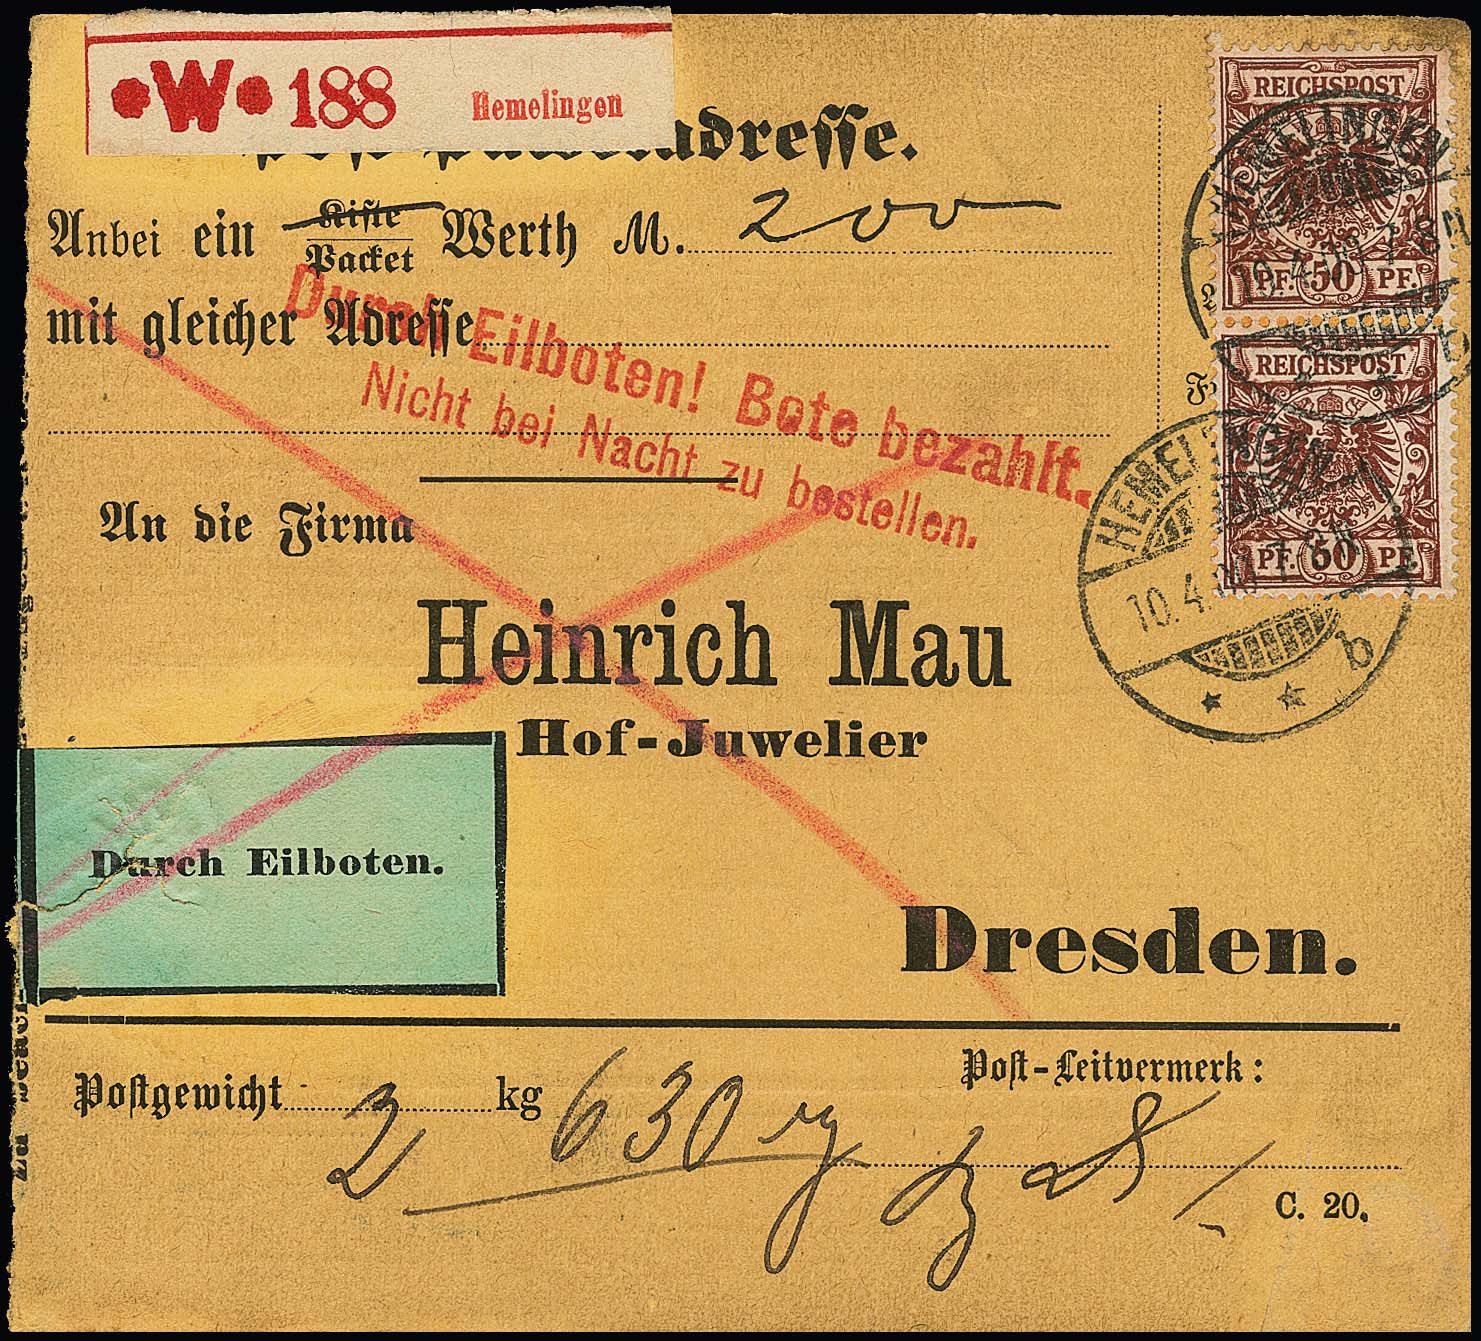 *W* 188 Hemelingen
adresse.
Anbei ein Kiste Packet Werth M. 200
mit gleicher Adresse
Durch Eilboten! Bote bezahlt.
Nicht bei Nacht zu bestellen.
An die Firma
Heinrich Mau
Hof-Juwelier
Dresden.
Durch Eilboten.
REICHSPOST
PF. 50 PF.
REICHSPOST
PF. 50 PF.
HEMELINGEN
HEMELINGEN
10.4.
b
Postgewicht 2 kg 630 g
Post-Leitvermerk:
C. 20.